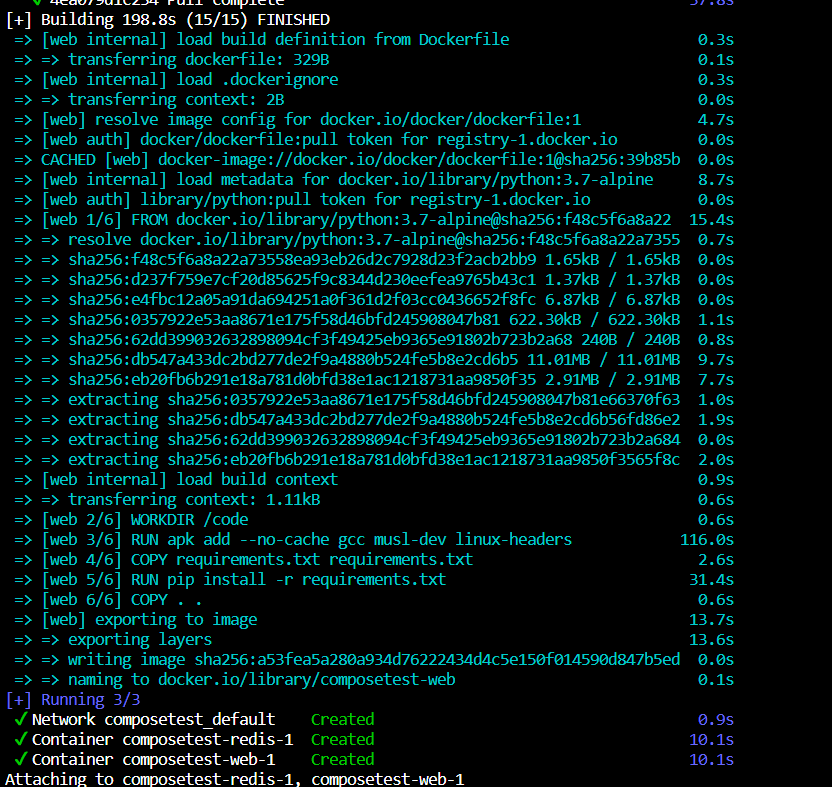 ✓ 4ea079d1c254 Pull complete 57.8s
[+] Building 198.8s (15/15) FINISHED
=> [web internal] load build definition from Dockerfile 0.3s
=> => transferring dockerfile: 329B 0.1s
=> [web internal] load .dockerignore 0.3s
=> => transferring context: 2B 0.0s
=> [web] resolve image config for docker.io/docker/dockerfile:1 4.7s
=> [web auth] docker/dockerfile:pull token for registry-1.docker.io 0.0s
=> CACHED [web] docker-image://docker.io/docker/dockerfile:1@sha256:39b85b 0.0s
=> [web internal] load metadata for docker.io/library/python:3.7-alpine 8.7s
=> [web auth] library/python:pull token for registry-1.docker.io 0.0s
=> [web 1/6] FROM docker.io/library/python:3.7-alpine@sha256:f48c5f6a8a22 15.4s
=> => resolve docker.io/library/python:3.7-alpine@sha256:f48c5f6a8a22a7355 0.7s
=> => sha256:f48c5f6a8a22a73558ea93eb26d2c7928d23f2acb2bb9 1.65kB / 1.65kB 0.0s
=> => sha256:d237f759e7cf20d85625f9c8344d230eefea9765b43c1 1.37kB / 1.37kB 0.0s
=> => sha256:e4fbc12a05a91da694251a0f361d2f03cc0436652f8fc 6.87kB / 6.87kB 0.0s
=> => sha256:0357922e53aa8671e175f58d46bfd245908047b81 622.30kB / 622.30kB 1.1s
=> => sha256:62dd399032632898094cf3f49425eb9365e91802b723b2a68 240B / 240B 0.8s
=> => sha256:db547a433dc2bd277de2f9a4880b524fe5b8e2cd6b5 11.01MB / 11.01MB 9.7s
=> => sha256:eb20fb6b291e18a781d0bfd38e1ac1218731aa9850f35 2.91MB / 2.91MB 7.7s
=> => extracting sha256:0357922e53aa8671e175f58d46bfd245908047b81e66370f63 1.0s
=> => extracting sha256:db547a433dc2bd277de2f9a4880b524fe5b8e2cd6b56fd86e2 1.9s
=> => extracting sha256:62dd399032632898094cf3f49425eb9365e91802b723b2a684 0.0s
=> => extracting sha256:eb20fb6b291e18a781d0bfd38e1ac1218731aa9850f3565f8c 2.0s
=> [web internal] load build context 0.9s
=> => transferring context: 1.11kB 0.6s
=> [web 2/6] WORKDIR /code 0.6s
=> [web 3/6] RUN apk add --no-cache gcc musl-dev linux-headers 116.0s
=> [web 4/6] COPY requirements.txt requirements.txt 2.6s
=> [web 5/6] RUN pip install -r requirements.txt 31.4s
=> [web 6/6] COPY . . 0.6s
=> [web] exporting to image 13.7s
=> => exporting layers 13.6s
=> => writing image sha256:a53fea5a280a934d76222434d4c5e150f014590d847b5ed 0.0s
=> => naming to docker.io/library/composetest-web 0.1s
[+] Running 3/3
✓ Network composetest_default Created 0.9s
✓ Container composetest-redis-1 Created 10.1s
✓ Container composetest-web-1 Created 10.1s
Attaching to composetest-redis-1, composetest-web-1